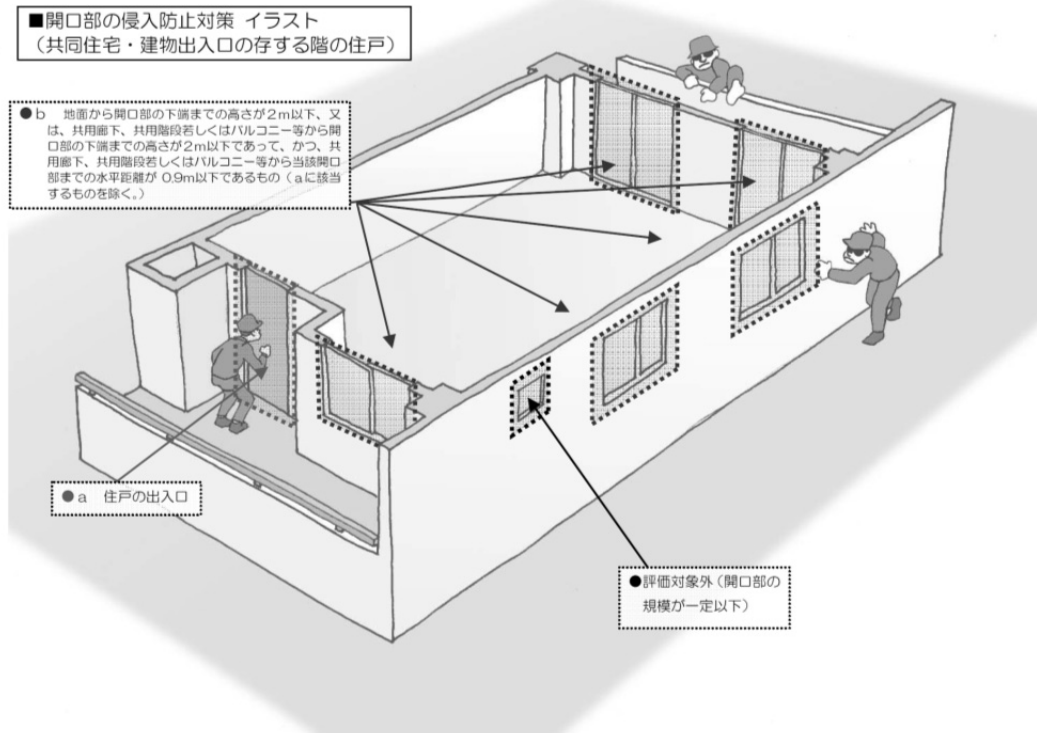 ■開口部の侵入防止対策 イラスト
(共同住宅・建物出入口の存する階の住戸)
●b 地面から開口部の下端までの高さが2m以下、又
は、共用廊下、共用階段若しくはバルコニー等から開
口部の下端までの高さが2m以下であって、かつ、共
用廊下、共用階段若しくはバルコニー等から当該開口
部までの水平距離が 0.9m以下であるもの(aに該当
するものを除く。)
●a 住戸の出入口
●評価対象外(開口部の
規模が一定以下)